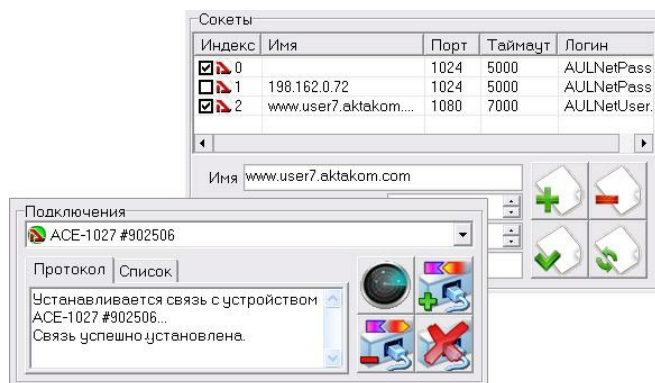 Сокеты
Индекс Имя Порт Таймаут Логин
0 1024 5000 AULNetPass
1 198.162.0.72 1024 5000 AULNetPass
2 www.user7.aktakom.... 1080 7000 AULNetUser.
Имя www.user7.aktakom.com
Подключения
ACE-1027 #902506
Протокол Список
Устанавливается связь с устройством
ACE-1027 #902506...
Связь успешно установлена.